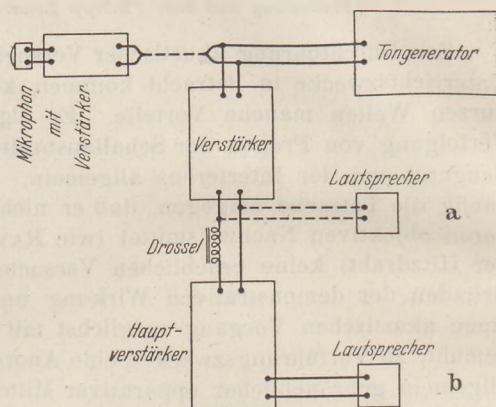 Tongenerator
Mikrophon
mit
Verstärker
Verstärker
Lautsprecher
a
Drossel
Haupt-
verstärker
Lautsprecher
b